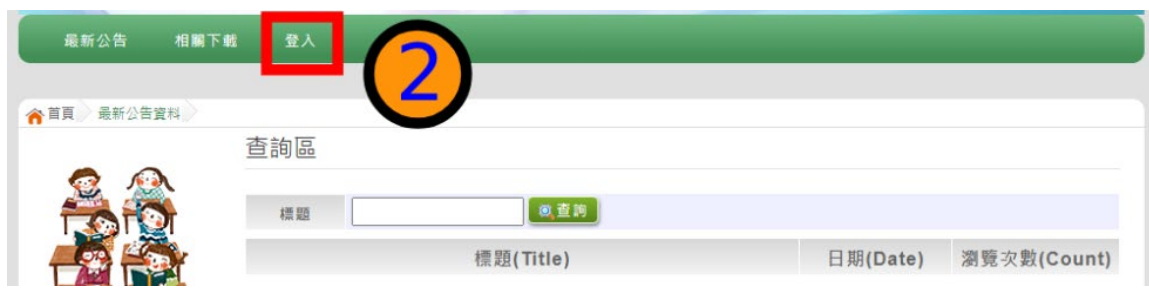 最新公告 相關下載 登入 2
首頁 最新公告資料
查詢區
標題 查詢
標題(Title) 日期(Date) 瀏覽次數(Count)